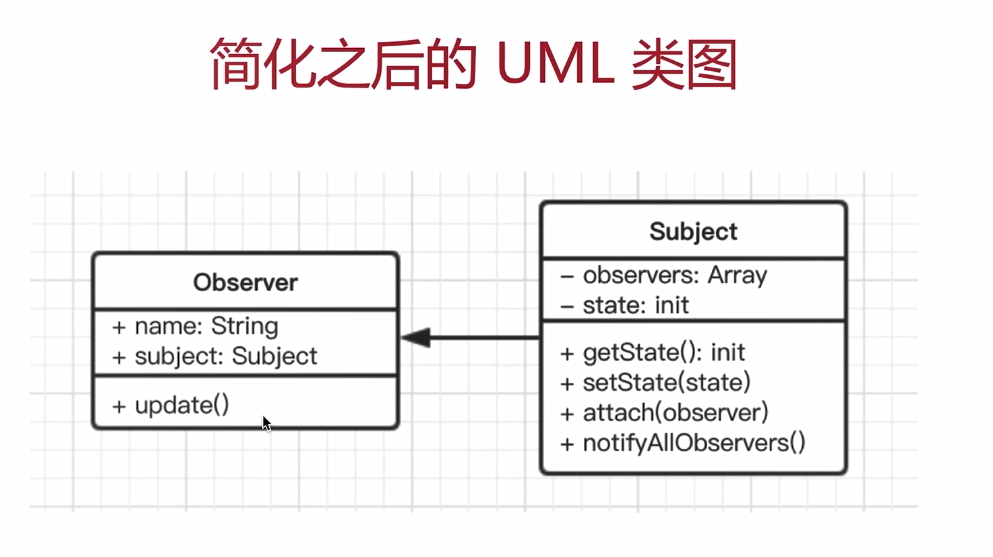 简化之后的 UML 类图
Observer
+ name: String
+ subject: Subject
+ update()
Subject
– observers: Array
– state: init
+ getState(): init
+ setState(state)
+ attach(observer)
+ notifyAllObservers()